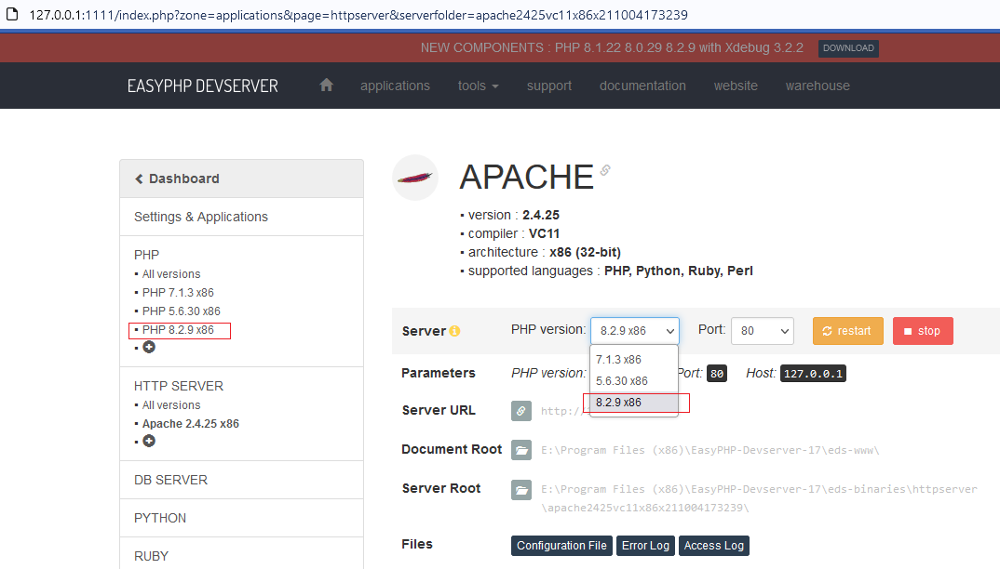 127.0.0.1:1111/index.php?zone=applications&page=httpserver&serverfolder=apache2425vc11x86x211004173239
NEW COMPONENTS : PHP 8.1.22 8.0.29 8.2.9 with Xdebug 3.2.2 DOWNLOAD
EASYPHP DEVSERVER applications tools support documentation website warehouse
Dashboard
Settings & Applications
PHP
▪ All versions
▪ PHP 7.1.3 x86
▪ PHP 5.6.30 x86
▪ PHP 8.2.9 x86
HTTP SERVER
▪ All versions
▪ Apache 2.4.25 x86
DB SERVER
PYTHON
RUBY
APACHE
▪ version : 2.4.25
▪ compiler : VC11
▪ architecture : x86 (32-bit)
▪ supported languages : PHP, Python, Ruby, Perl
Server PHP version: 8.2.9 x86 Port: 80 restart stop
7.1.3 x86
5.6.30 x86
8.2.9 x86
Parameters PHP version: Port: 80 Host: 127.0.0.1
Server URL http:/
Document Root E:\Program Files (x86)\EasyPHP-Devserver-17\eds-www\
Server Root E:\Program Files (x86)\EasyPHP-Devserver-17\eds-binaries\httpserver
\apache2425vc11x86x211004173239\
Files Configuration File Error Log Access Log